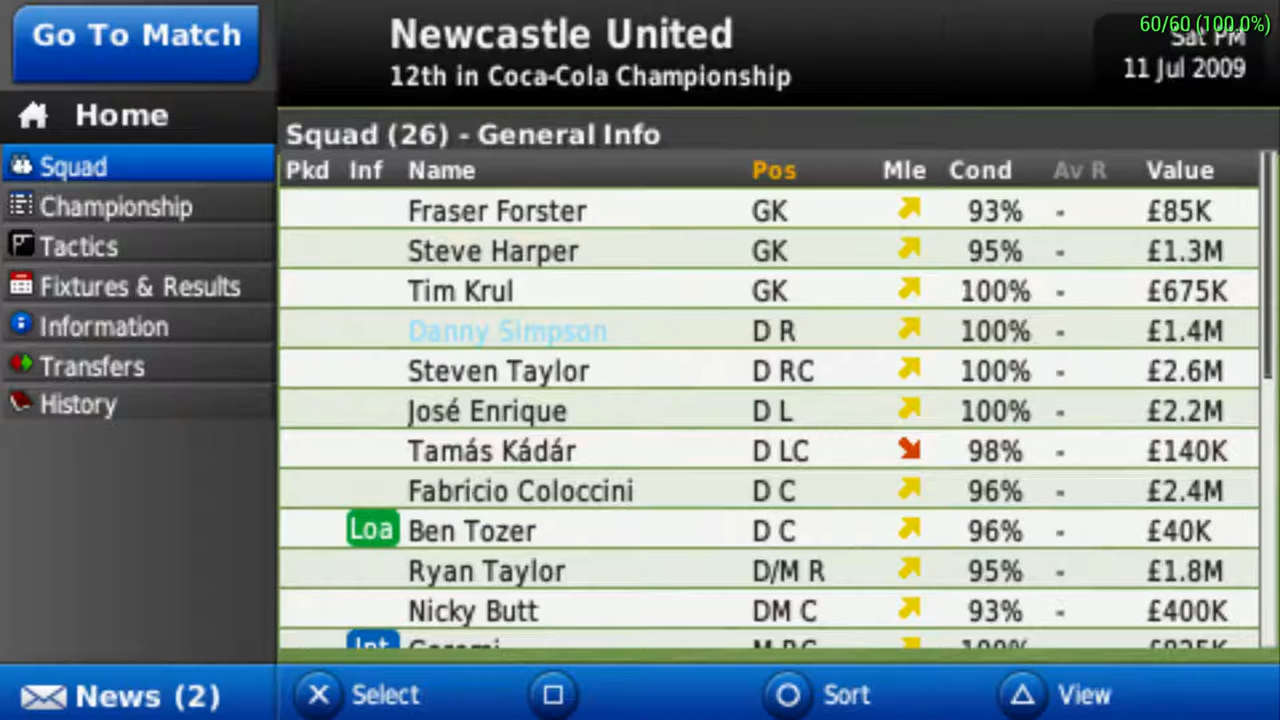 Go To Match
Newcastle United
12th in Coca-Cola Championship
60/60 (100.0%)
Sat PM
11 Jul 2009
Home
Squad
Championship
Tactics
Fixtures & Results
Information
Transfers
History
Squad (26) - General Info
Pkd Inf Name Pos Mle Cond Av R Value
Fraser Forster GK 93% - £85K
Steve Harper GK 95% - £1.3M
Tim Krul GK 100% - £675K
Danny Simpson D R 100% - £1.4M
Steven Taylor D RC 100% - £2.6M
José Enrique D L 100% - £2.2M
Tamás Kádár D LC 98% - £140K
Fabricio Coloccini D C 96% - £2.4M
Loa Ben Tozer D C 96% - £40K
Ryan Taylor D/M R 95% - £1.8M
Nicky Butt DM C 93% - £400K
Int Geremi M RC 100% - £825K
News (2)
Select
Sort
View